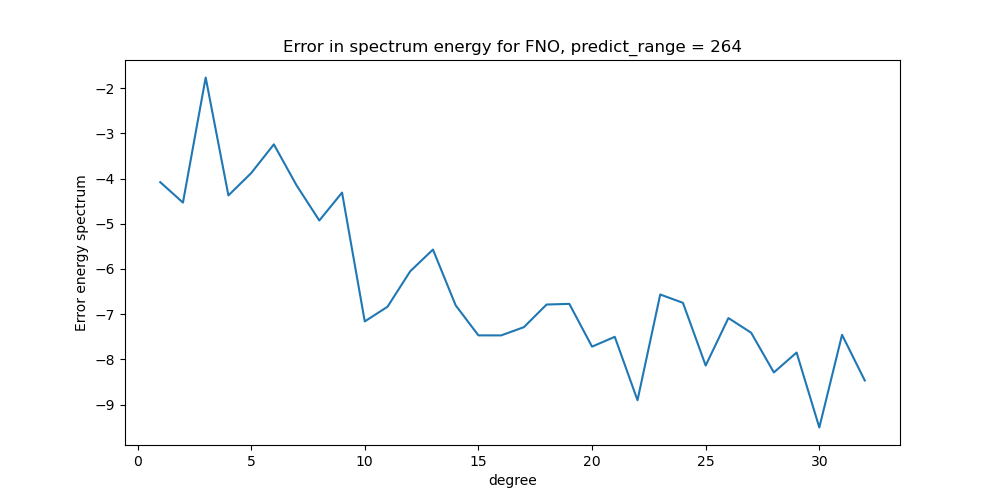 Error in spectrum energy for FNO, predict_range = 264
Error energy spectrum
−2
−3
−4
−5
−6
−7
−8
−9
0 5 10 15 20 25 30
degree